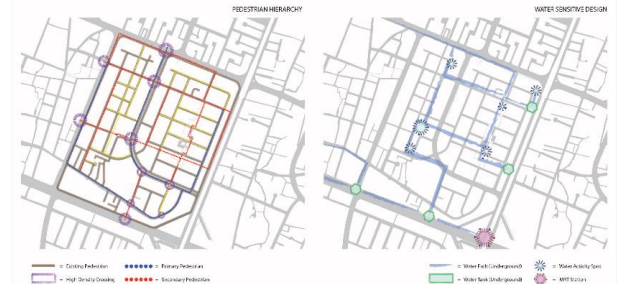 PEDESTRIAN HIERARCHY
WATER SENSITIVE DESIGN
= Existing Pedestrian
= Primary Pedestrian
= High Density Crossing
= Secondary Pedestrian
= Water Path (Underground)
= Water Activity Spot
= Water Tank (Underground)
= MRT Station